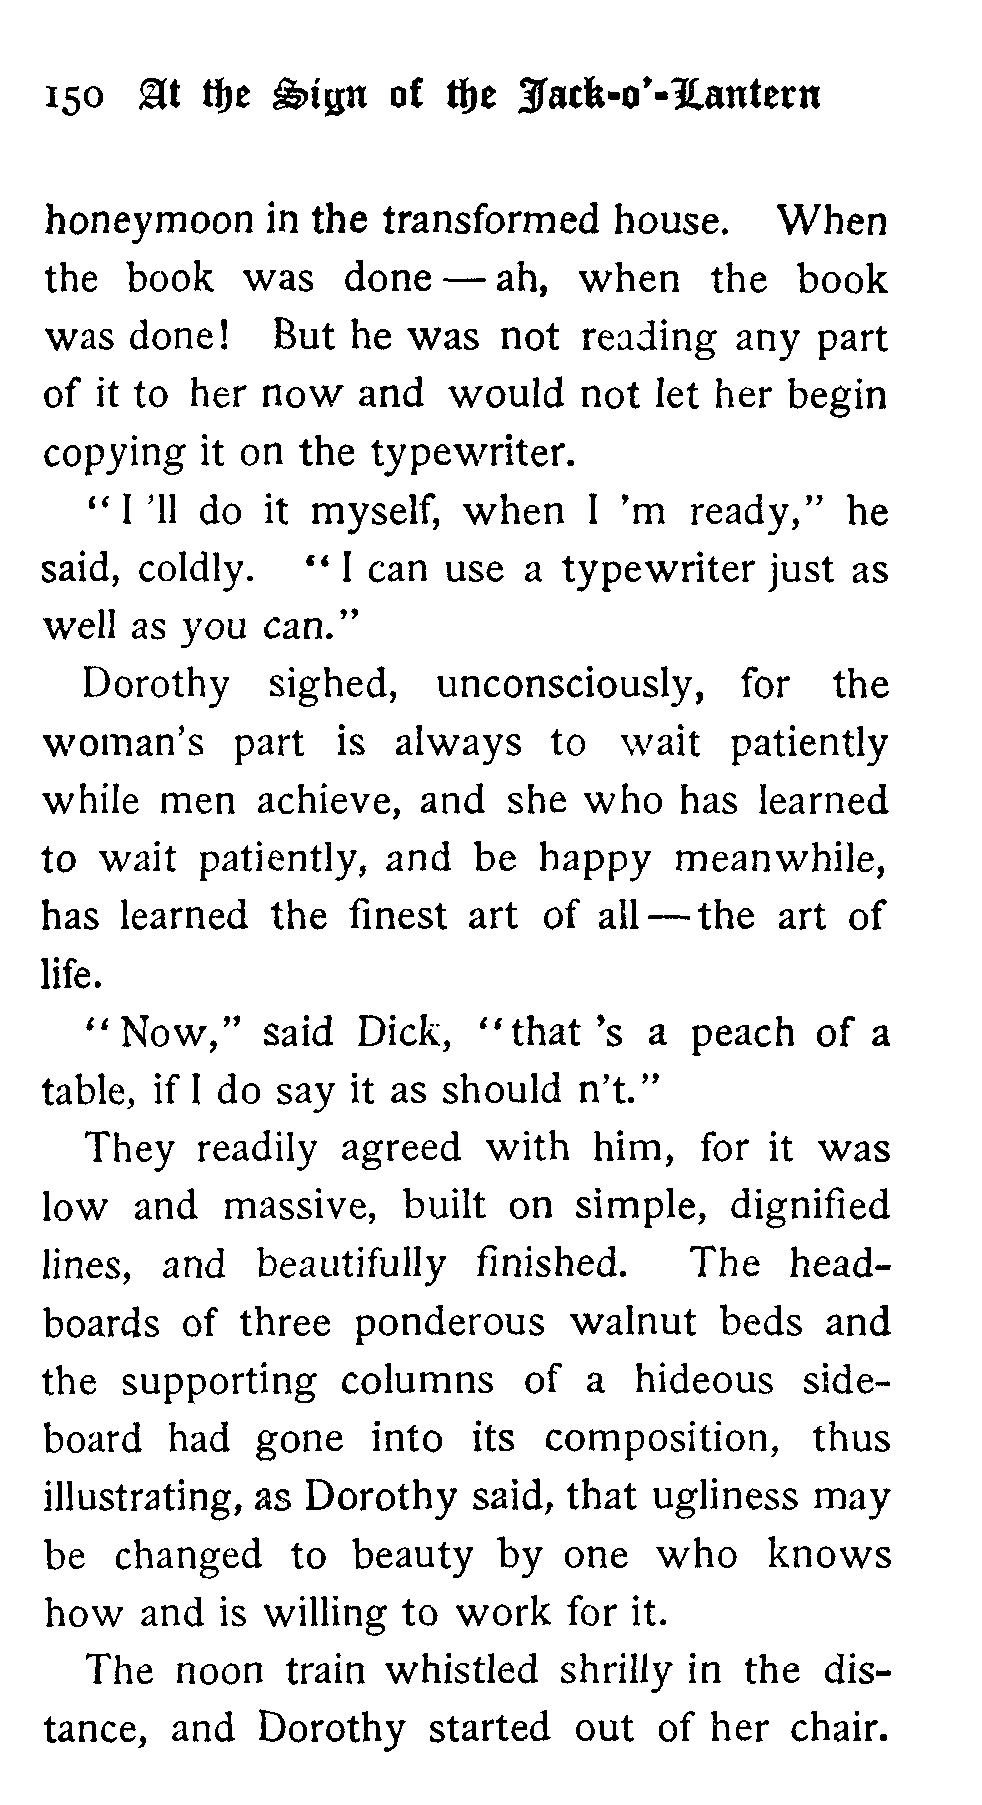 150 At the Sign of the Jack-o'-Lantern
honeymoon in the transformed house. When
the book was done — ah, when the book
was done! But he was not reading any part
of it to her now and would not let her begin
copying it on the typewriter.
“I 'll do it myself, when I 'm ready,” he
said, coldly. “I can use a typewriter just as
well as you can.”
Dorothy sighed, unconsciously, for the
woman's part is always to wait patiently
while men achieve, and she who has learned
to wait patiently, and be happy meanwhile,
has learned the finest art of all — the art of
life.
“Now,” said Dick, “that 's a peach of a
table, if I do say it as should n't.”
They readily agreed with him, for it was
low and massive, built on simple, dignified
lines, and beautifully finished. The head-
boards of three ponderous walnut beds and
the supporting columns of a hideous side-
board had gone into its composition, thus
illustrating, as Dorothy said, that ugliness may
be changed to beauty by one who knows
how and is willing to work for it.
The noon train whistled shrilly in the dis-
tance, and Dorothy started out of her chair.